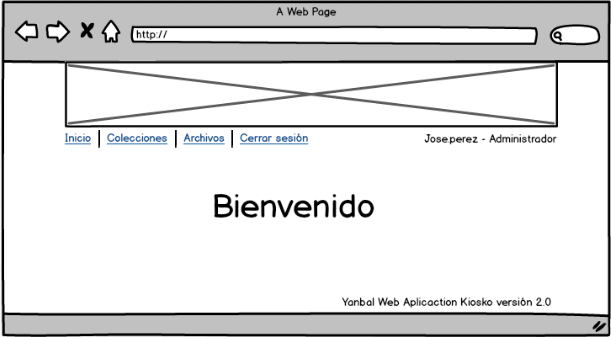 A Web Page
http://
Inicio Colecciones Archivos Cerrar sesión Jose.perez - Administrador
Bienvenido
Yanbal Web Aplicaction Kiosko versión 2.0